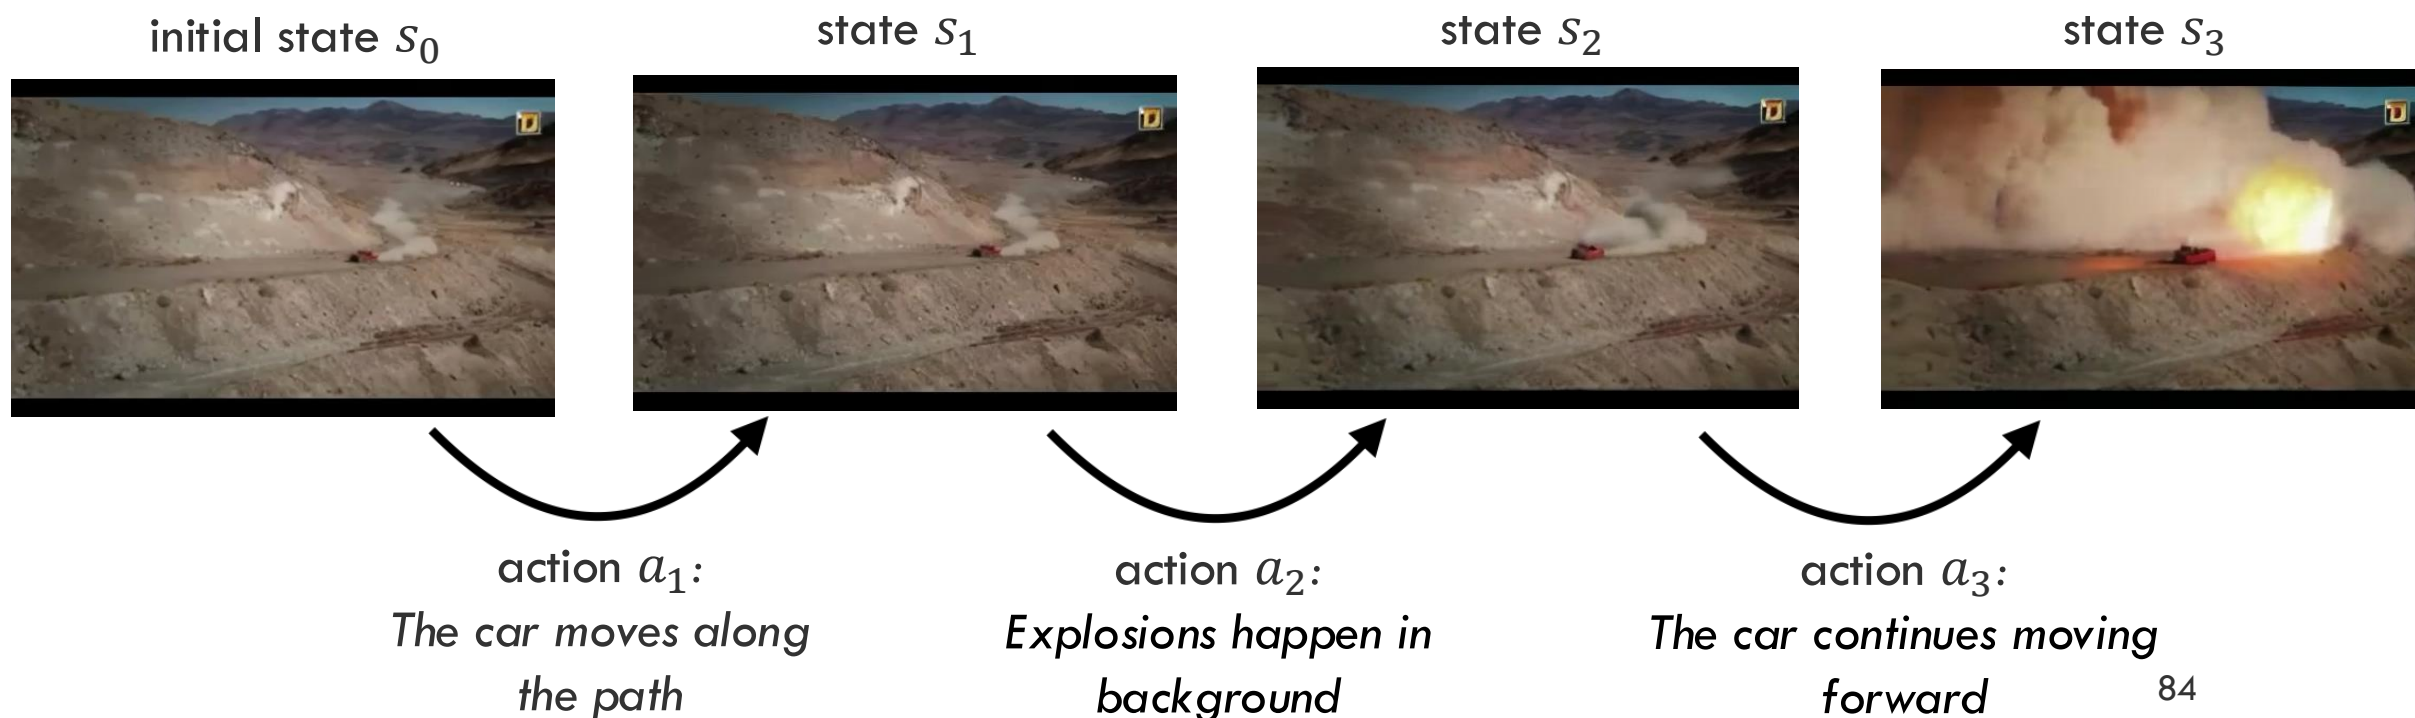 initial state s₀
state s₁
state s₂
state s₃
D
D
D
D
action a₁:
The car moves along
the path
action a₂:
Explosions happen in
background
action a₃:
The car continues moving
forward
84